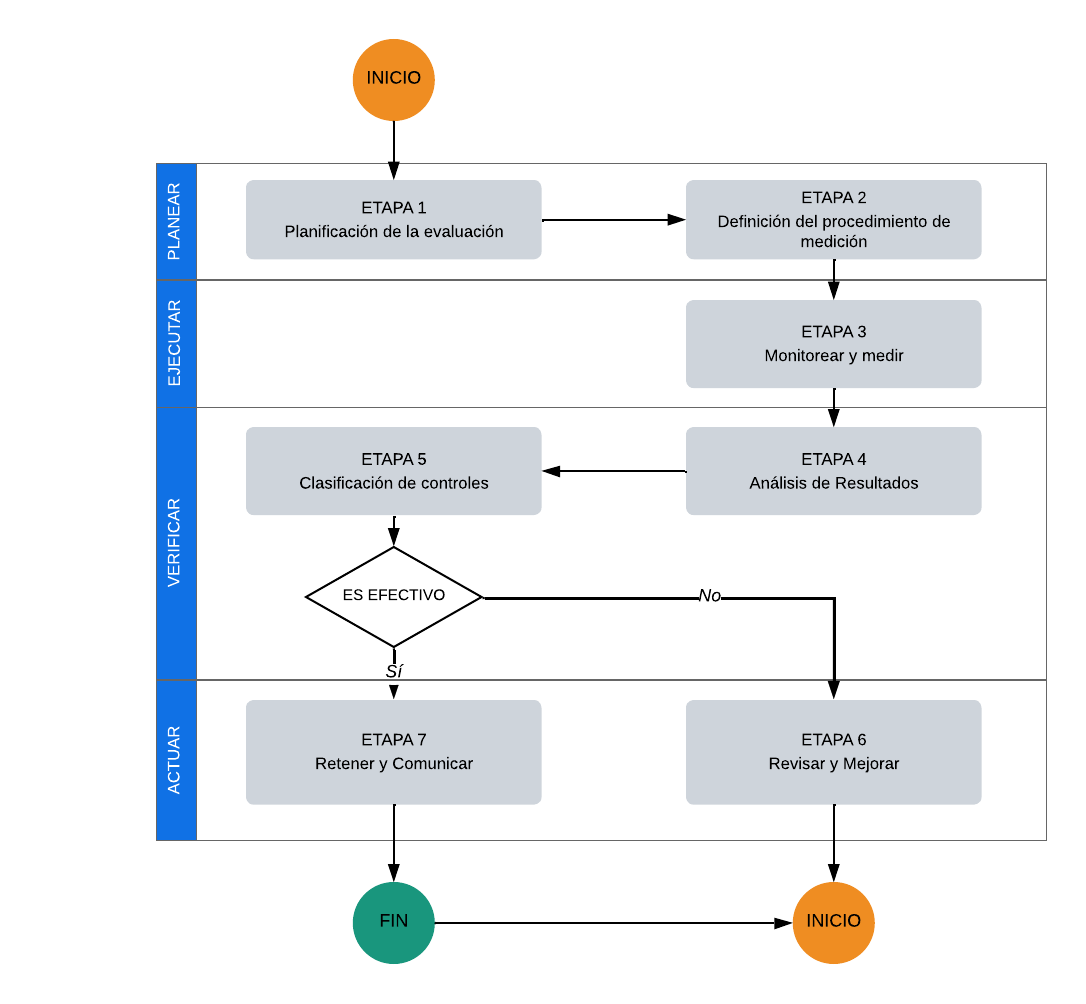 INICIO
PLANEAR
ETAPA 1
Planificación de la evaluación
ETAPA 2
Definición del procedimiento de
medición
EJECUTAR
ETAPA 3
Monitorear y medir
VERIFICAR
ETAPA 5
Clasificación de controles
ETAPA 4
Análisis de Resultados
ES EFECTIVO
No
Sí
ACTUAR
ETAPA 7
Retener y Comunicar
ETAPA 6
Revisar y Mejorar
FIN
INICIO